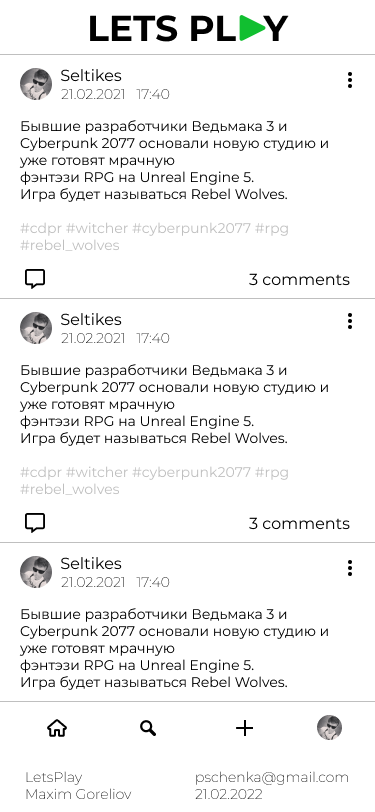 LETS PLAY
Seltikes
21.02.2021 17:40
Бывшие разработчики Ведьмака 3 и
Cyberpunk 2077 основали новую студию и
уже готовят мрачную
фэнтэзи RPG на Unreal Engine 5.
Игра будет называться Rebel Wolves.
#cdpr #witcher #cyberpunk2077 #rpg
#rebel_wolves
3 comments
Seltikes
21.02.2021 17:40
Бывшие разработчики Ведьмака 3 и
Cyberpunk 2077 основали новую студию и
уже готовят мрачную
фэнтэзи RPG на Unreal Engine 5.
Игра будет называться Rebel Wolves.
#cdpr #witcher #cyberpunk2077 #rpg
#rebel_wolves
3 comments
Seltikes
21.02.2021 17:40
Бывшие разработчики Ведьмака 3 и
Cyberpunk 2077 основали новую студию и
уже готовят мрачную
фэнтэзи RPG на Unreal Engine 5.
Игра будет называться Rebel Wolves.
LetsPlay
pschenka@gmail.com
Maxim Goreliov
21.02.2022